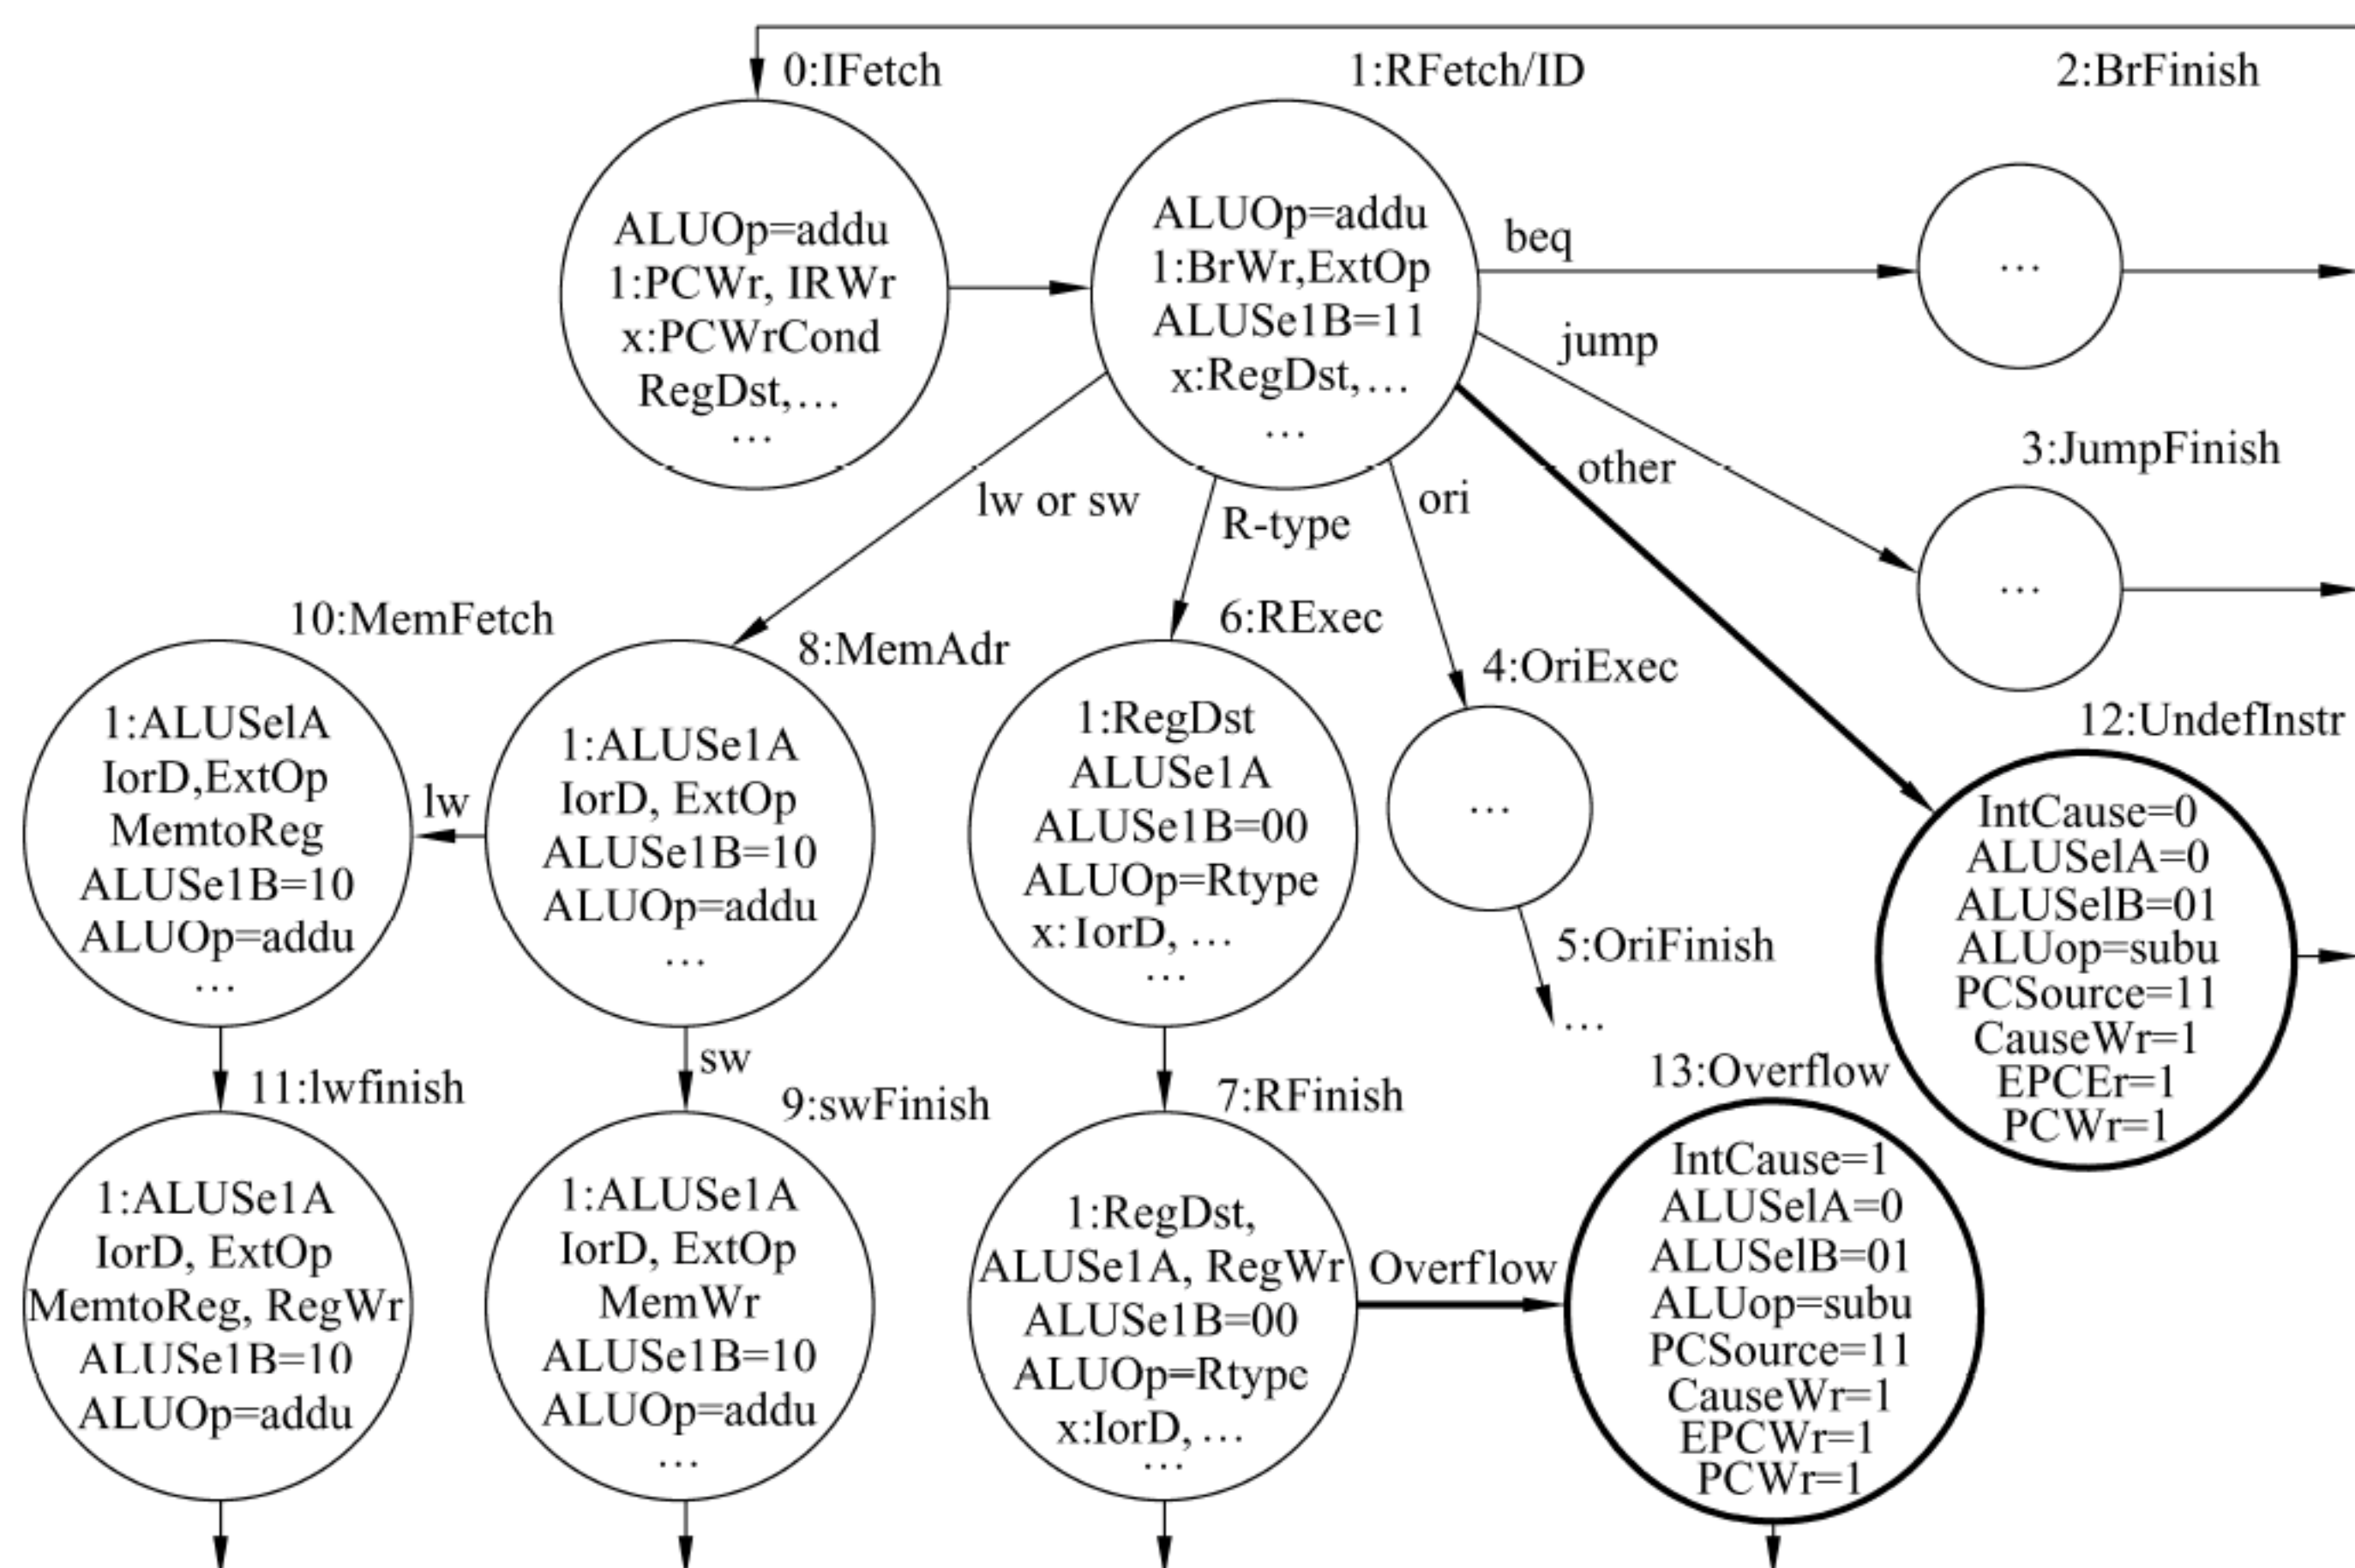 0:IFetch
ALUOp=addu
1:PCWr, IRWr
x:PCWrCond
RegDst,…
…
1:RFetch/ID
ALUOp=addu
1:BrWr,ExtOp
ALUSe1B=11
x:RegDst,…
…
beq
2:BrFinish
…
jump
3:JumpFinish
…
other
12:UndefInstr
IntCause=0
ALUSelA=0
ALUSelB=01
ALUop=subu
PCSource=11
CauseWr=1
EPCEr=1
PCWr=1
lw or sw
R-type
ori
10:MemFetch
1:ALUSelA
IorD,ExtOp
MemtoReg
ALUSe1B=10
ALUOp=addu
…
lw
8:MemAdr
1:ALUSe1A
IorD, ExtOp
ALUSe1B=10
ALUOp=addu
…
6:RExec
1:RegDst
ALUSe1A
ALUSe1B=00
ALUOp=Rtype
x: IorD, …
…
4:OriExec
…
5:OriFinish
…
11:lwfinish
1:ALUSe1A
IorD, ExtOp
MemtoReg, RegWr
ALUSe1B=10
ALUOp=addu
sw
9:swFinish
1:ALUSe1A
IorD, ExtOp
MemWr
ALUSe1B=10
ALUOp=addu
…
7:RFinish
1:RegDst,
ALUSe1A, RegWr
ALUSe1B=00
ALUOp=Rtype
x:IorD, …
…
Overflow
13:Overflow
IntCause=1
ALUSelA=0
ALUSelB=01
ALUop=subu
PCSource=11
CauseWr=1
EPCWr=1
PCWr=1